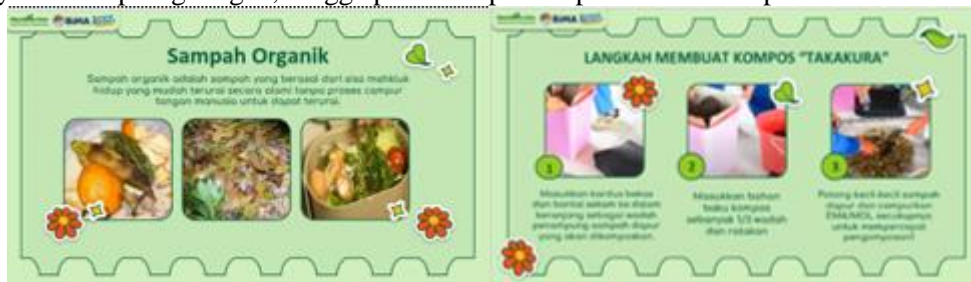 BIMA
Sampah Organik
Sampah organik adalah sampah yang berasal dari sisa makhluk
hidup yang mudah terurai secara alami tanpa proses campur
tangan manusia untuk dapat terurai.
BIMA
LANGKAH MEMBUAT KOMPOS "TAKAKURA"
1
Masukkan kardus bekas
dan bantal sekam ke dalam
keranjang sebagai wadah
penampung sampah dapur
yang akan dikomposkan.
2
Masukkan bahan
baku kompos
sebanyak 1/3 wadah
dan ratakan
3
Potong kecil-kecil sampah
dapur dan campurkan
EM4/MOL secukupnya
untuk mempercepat
pengomposan